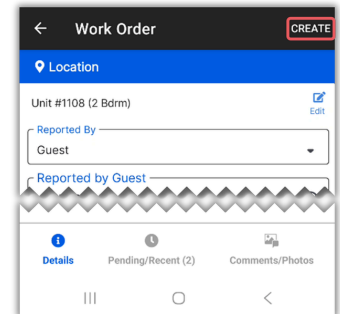 Work Order
CREATE
Location
Unit #1108 (2 Bdrm)
Edit
Reported By
Guest
Reported by Guest
Details
Pending/Recent (2)
Comments/Photos